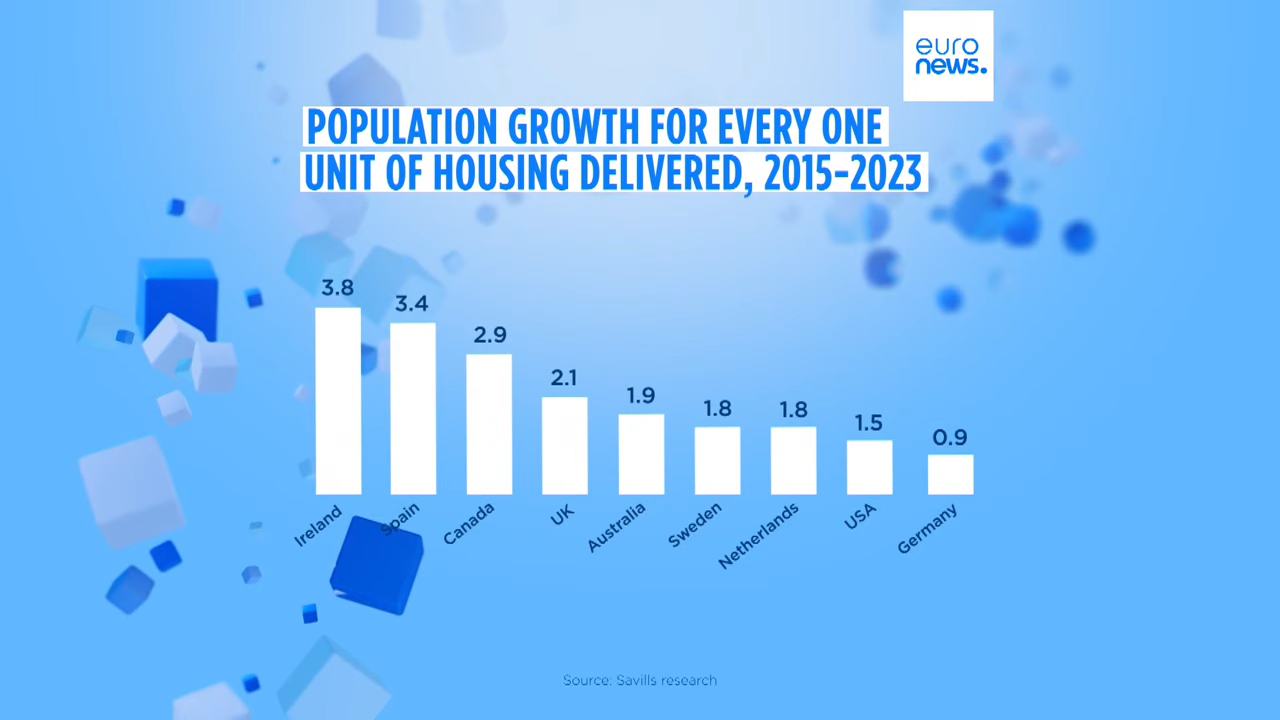 euro
news.
POPULATION GROWTH FOR EVERY ONE
UNIT OF HOUSING DELIVERED, 2015-2023
3.8
3.4
2.9
2.1
1.9
1.8
1.8
1.5
0.9
Ireland
Spain
Canada
UK
Australia
Sweden
Netherlands
USA
Germany
Source: Savills research